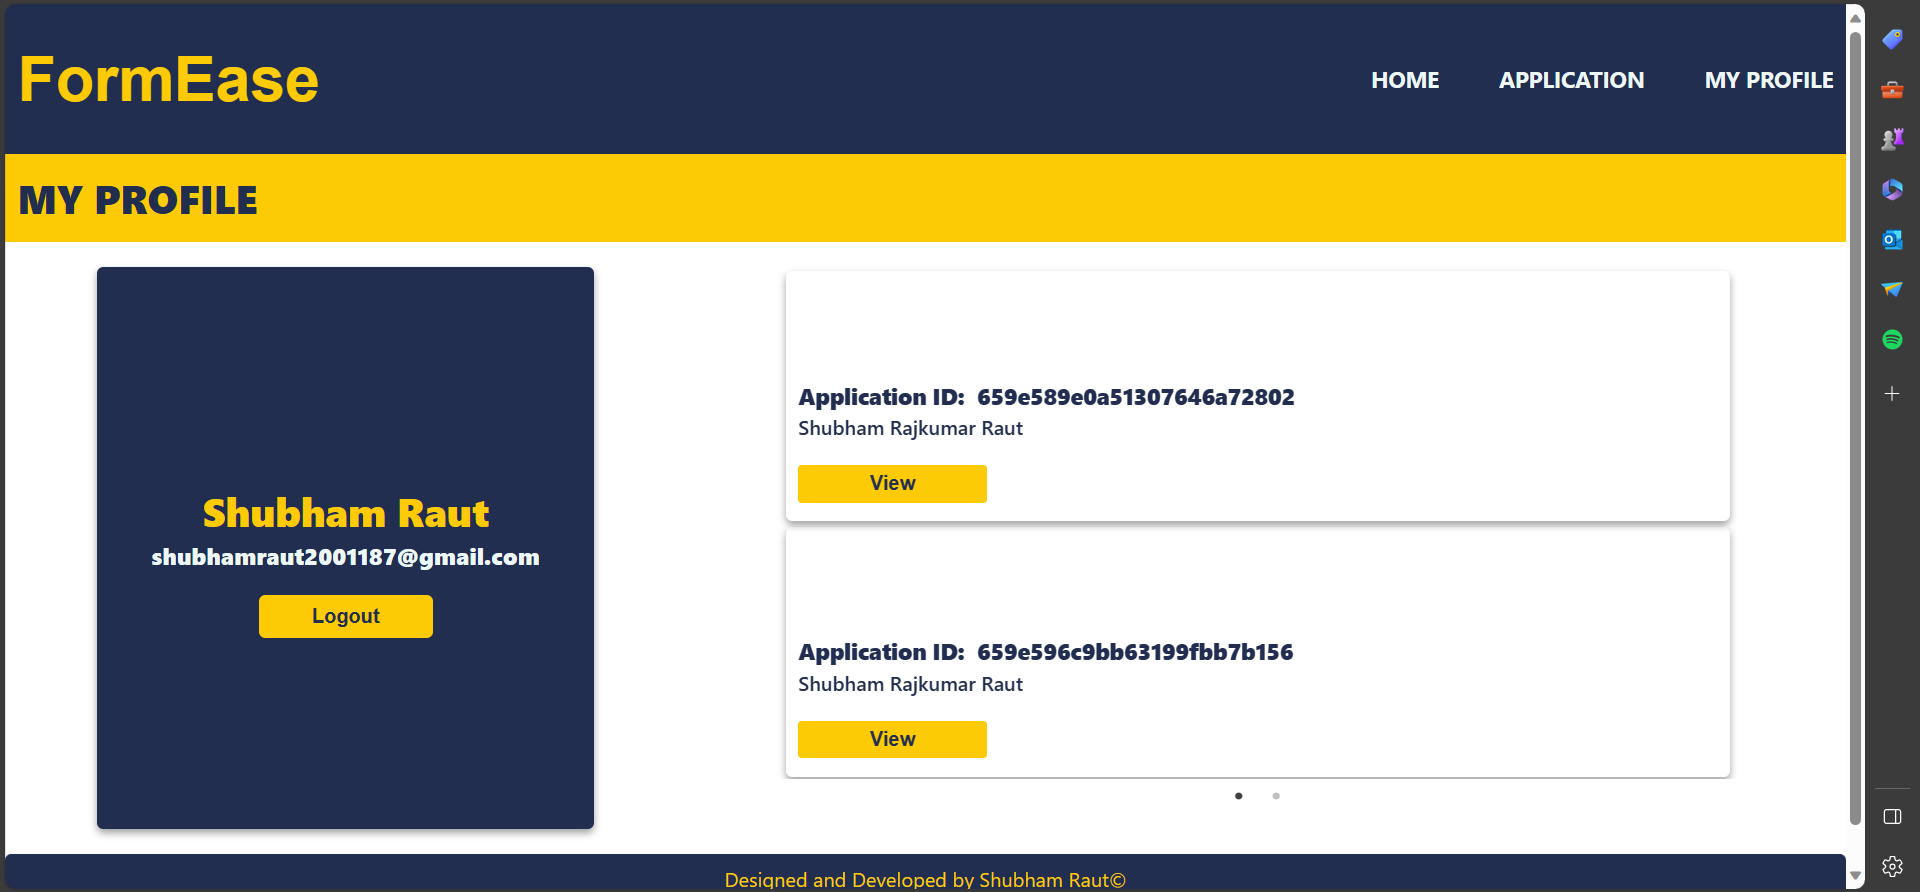 FormEase
HOME APPLICATION MY PROFILE
MY PROFILE
Shubham Raut
shubhamraut2001187@gmail.com
Logout
Application ID: 659e589e0a51307646a72802
Shubham Rajkumar Raut
View
Application ID: 659e596c9bb63199fbb7b156
Shubham Rajkumar Raut
View
Designed and Developed by Shubham Raut©